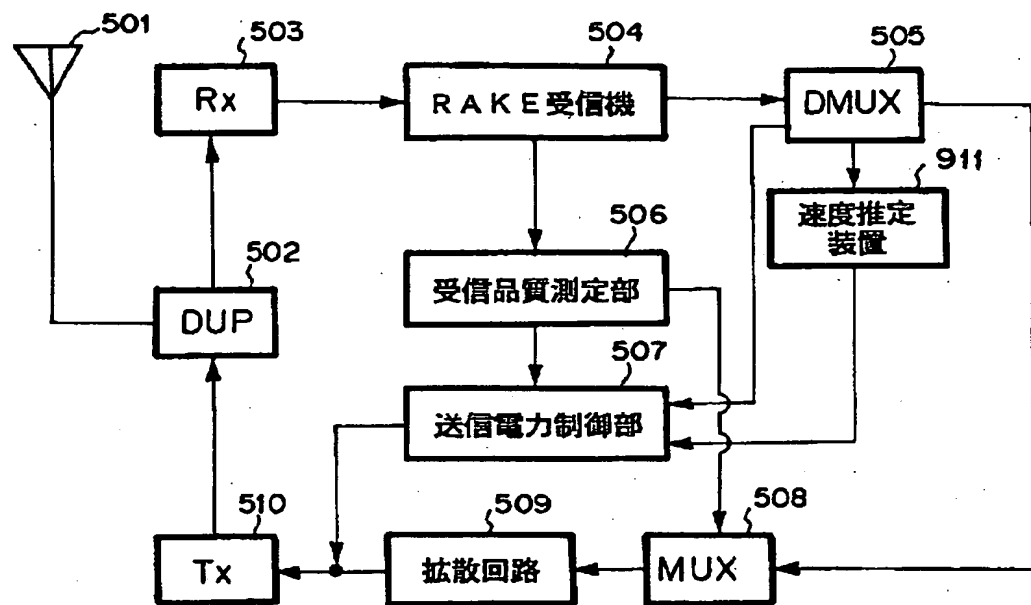 501
503
Rx
504
RAKE受信機
505
DMUX
911
速度推定
装置
506
受信品質測定部
502
DUP
507
送信電力制御部
510
Tx
509
拡散回路
508
MUX